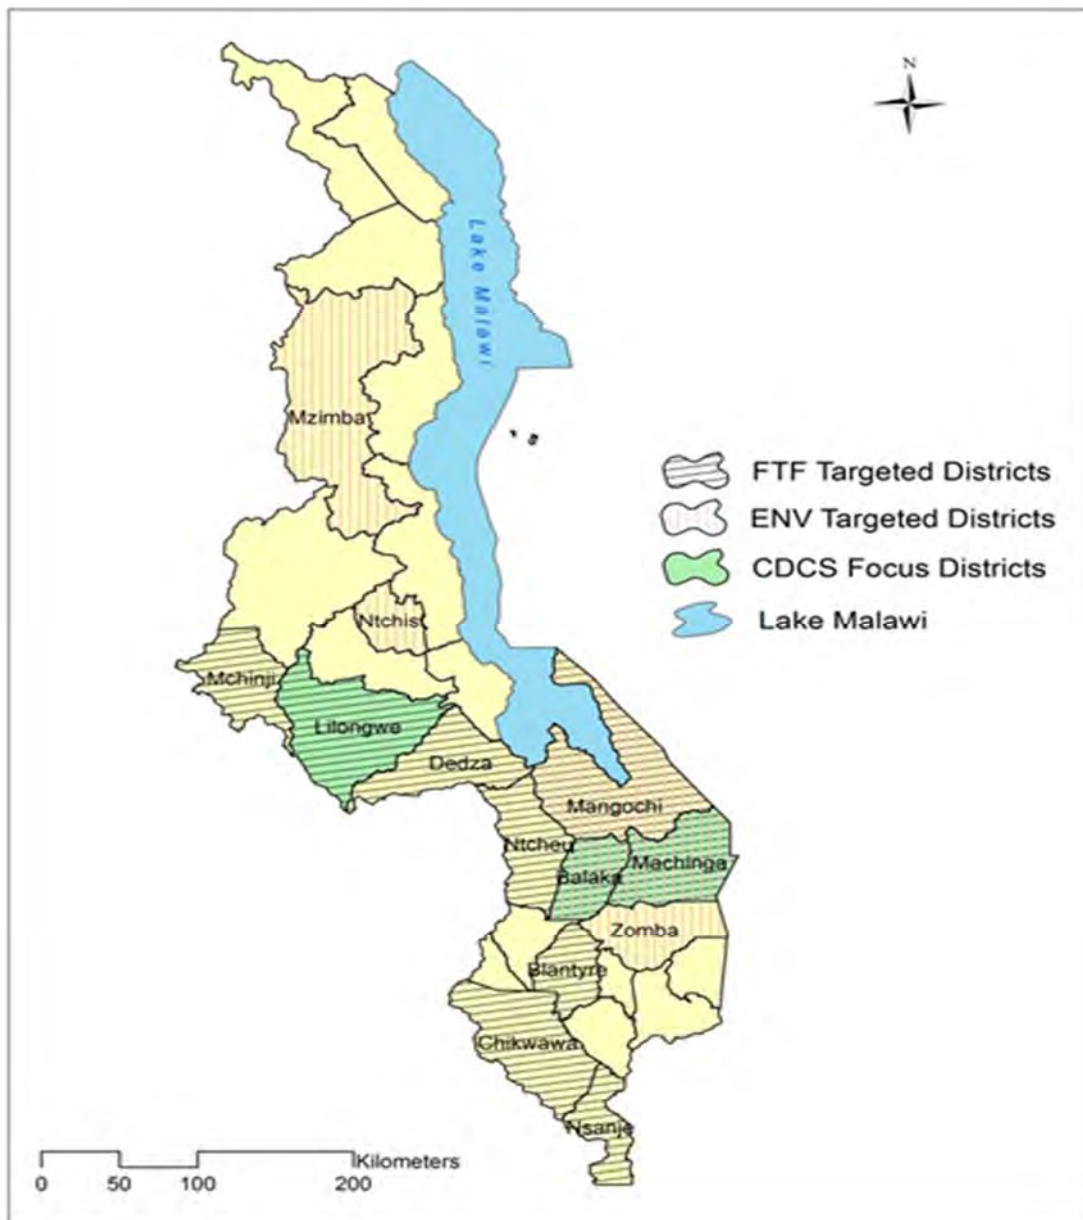 N
Lake Malawi
Mzimba
FTF Targeted Districts
ENV Targeted Districts
CDCS Focus Districts
Lake Malawi
Ntchis
Mchinji
Lilongwe
Dedza
Mangochi
Ntcheu
Balaka
Machinga
Zomba
Blantyre
Chikwawa
Nsanje
Kilometers
0 50 100 200